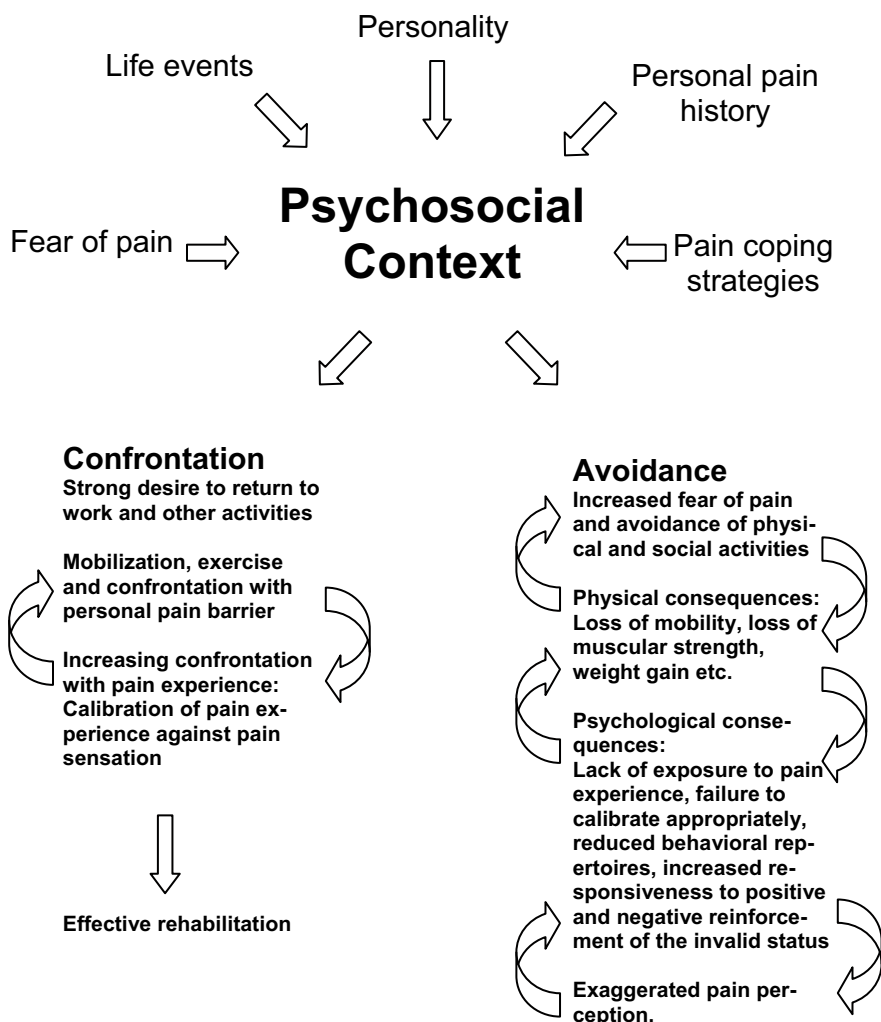 Personality
Life events
Personal pain
history
Psychosocial
Context
Fear of pain
Pain coping
strategies
Confrontation
Strong desire to return to
work and other activities
Mobilization, exercise
and confrontation with
personal pain barrier
Increasing confrontation
with pain experience:
Calibration of pain ex-
perience against pain
sensation
Effective rehabilitation
Avoidance
Increased fear of pain
and avoidance of physi-
cal and social activities
Physical consequences:
Loss of mobility, loss of
muscular strength,
weight gain etc.
Psychological conse-
quences:
Lack of exposure to pain
experience, failure to
calibrate appropriately,
reduced behavioral rep-
ertoires, increased re-
sponsiveness to positive
and negative reinforce-
ment of the invalid status
Exaggerated pain per-
ception.